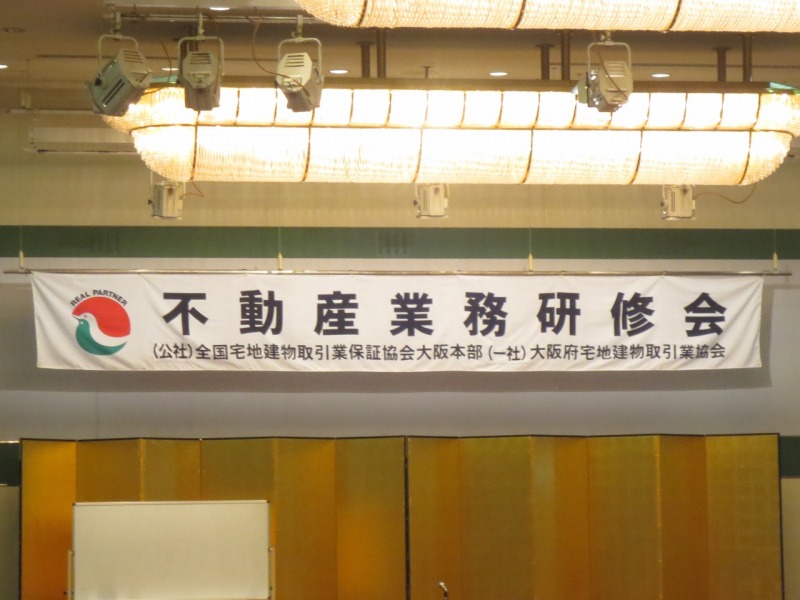 REAL PARTNER
不動産業務研修会
(公社)全国宅地建物取引業保証協会大阪本部 (一社)大阪府宅地建物取引業協会